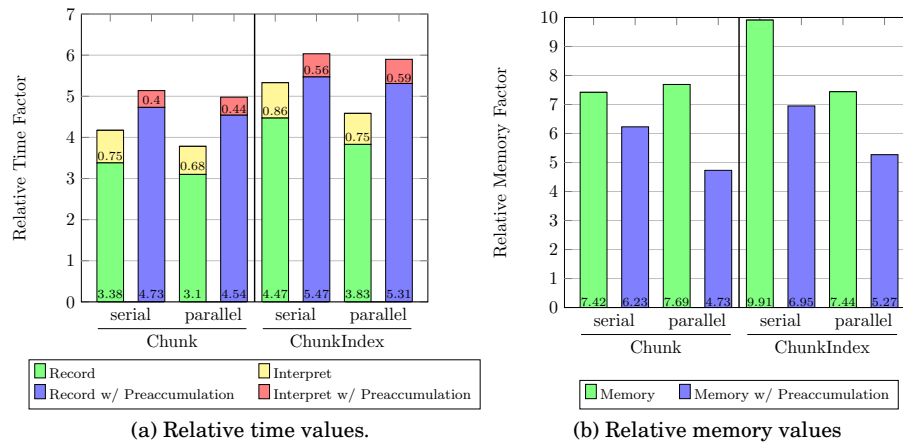 7
6
5
4
3
2
1
0
Relative Time Factor
0.75
0.4
0.68
0.44
0.86
0.56
0.75
0.59
3.38
4.73
3.1
4.54
4.47
5.47
3.83
5.31
serial
parallel
serial
parallel
Chunk
ChunkIndex
Record
Interpret
Record w/ Preaccumulation
Interpret w/ Preaccumulation
(a) Relative time values.
10
9
8
7
6
5
4
3
2
1
0
Relative Memory Factor
7.42
6.23
7.69
4.73
9.91
6.95
7.44
5.27
serial
parallel
serial
parallel
Chunk
ChunkIndex
Memory
Memory w/ Preaccumulation
(b) Relative memory values